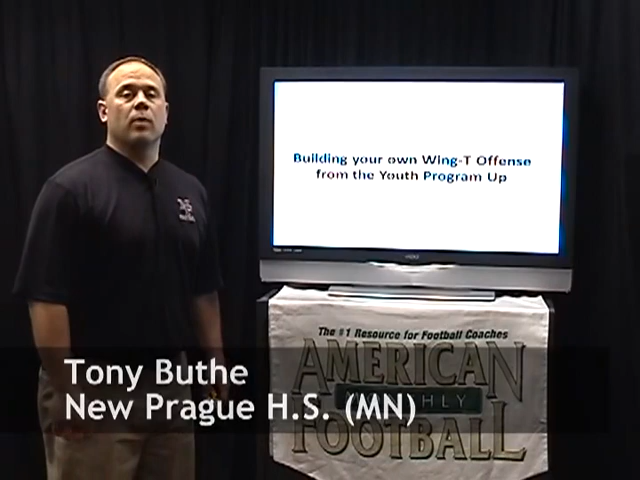 Building your own Wing-T Offense
from the Youth Program Up
The #1 Resource for Football Coaches
AMERICAN
FOOTBALL
Tony Buthe
New Prague H.S. (MN)